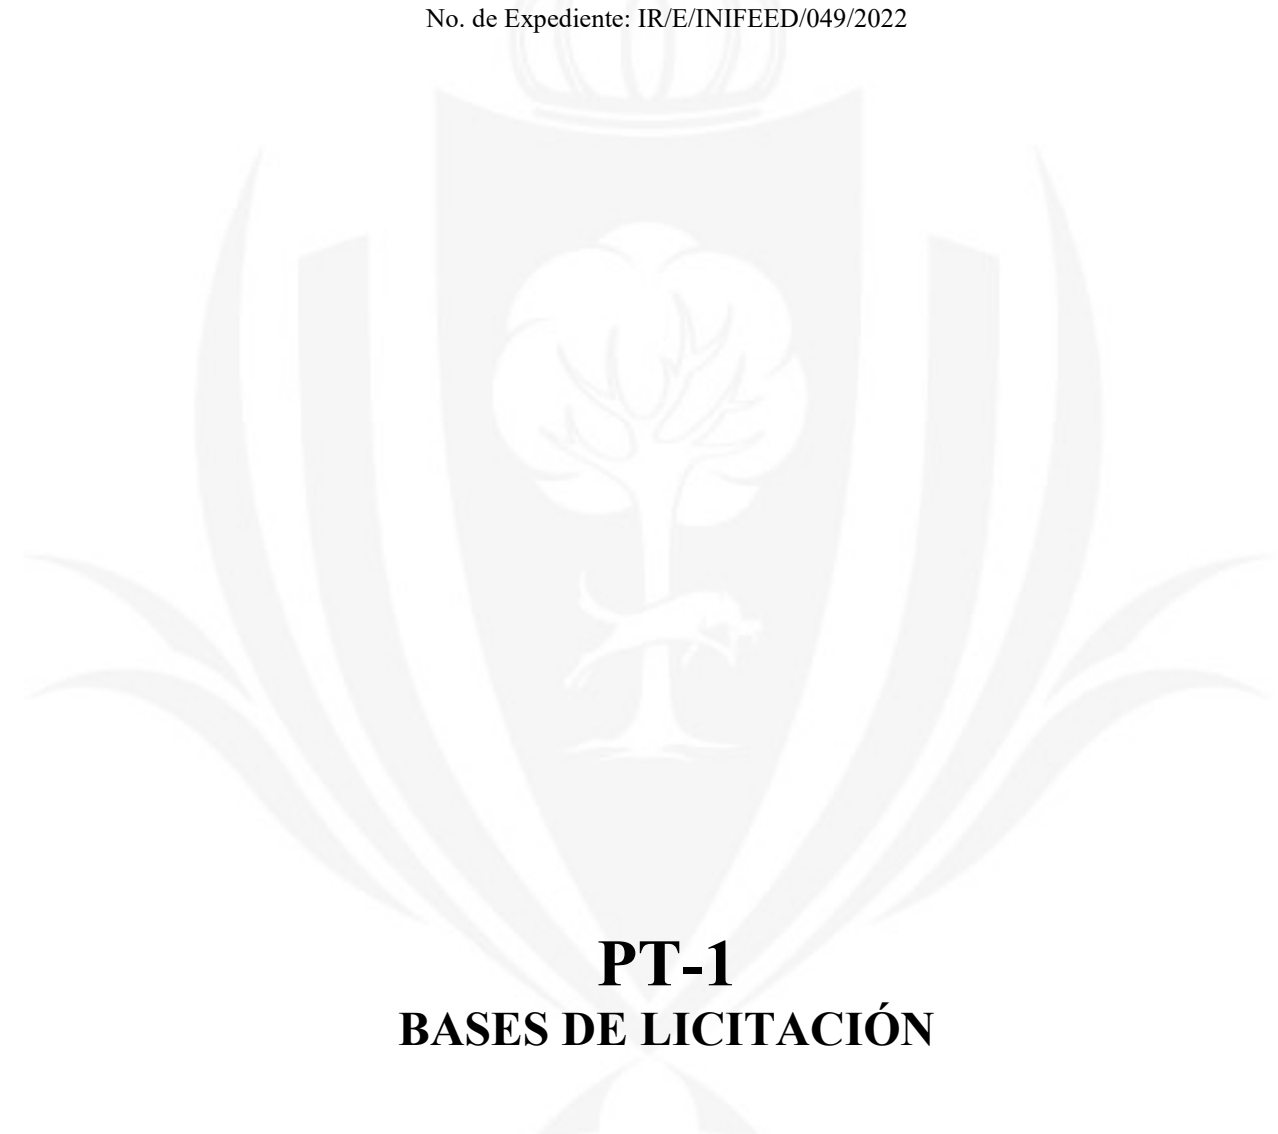 No. de Expediente: IR/E/INIFEED/049/2022
PT-1
BASES DE LICITACIÓN